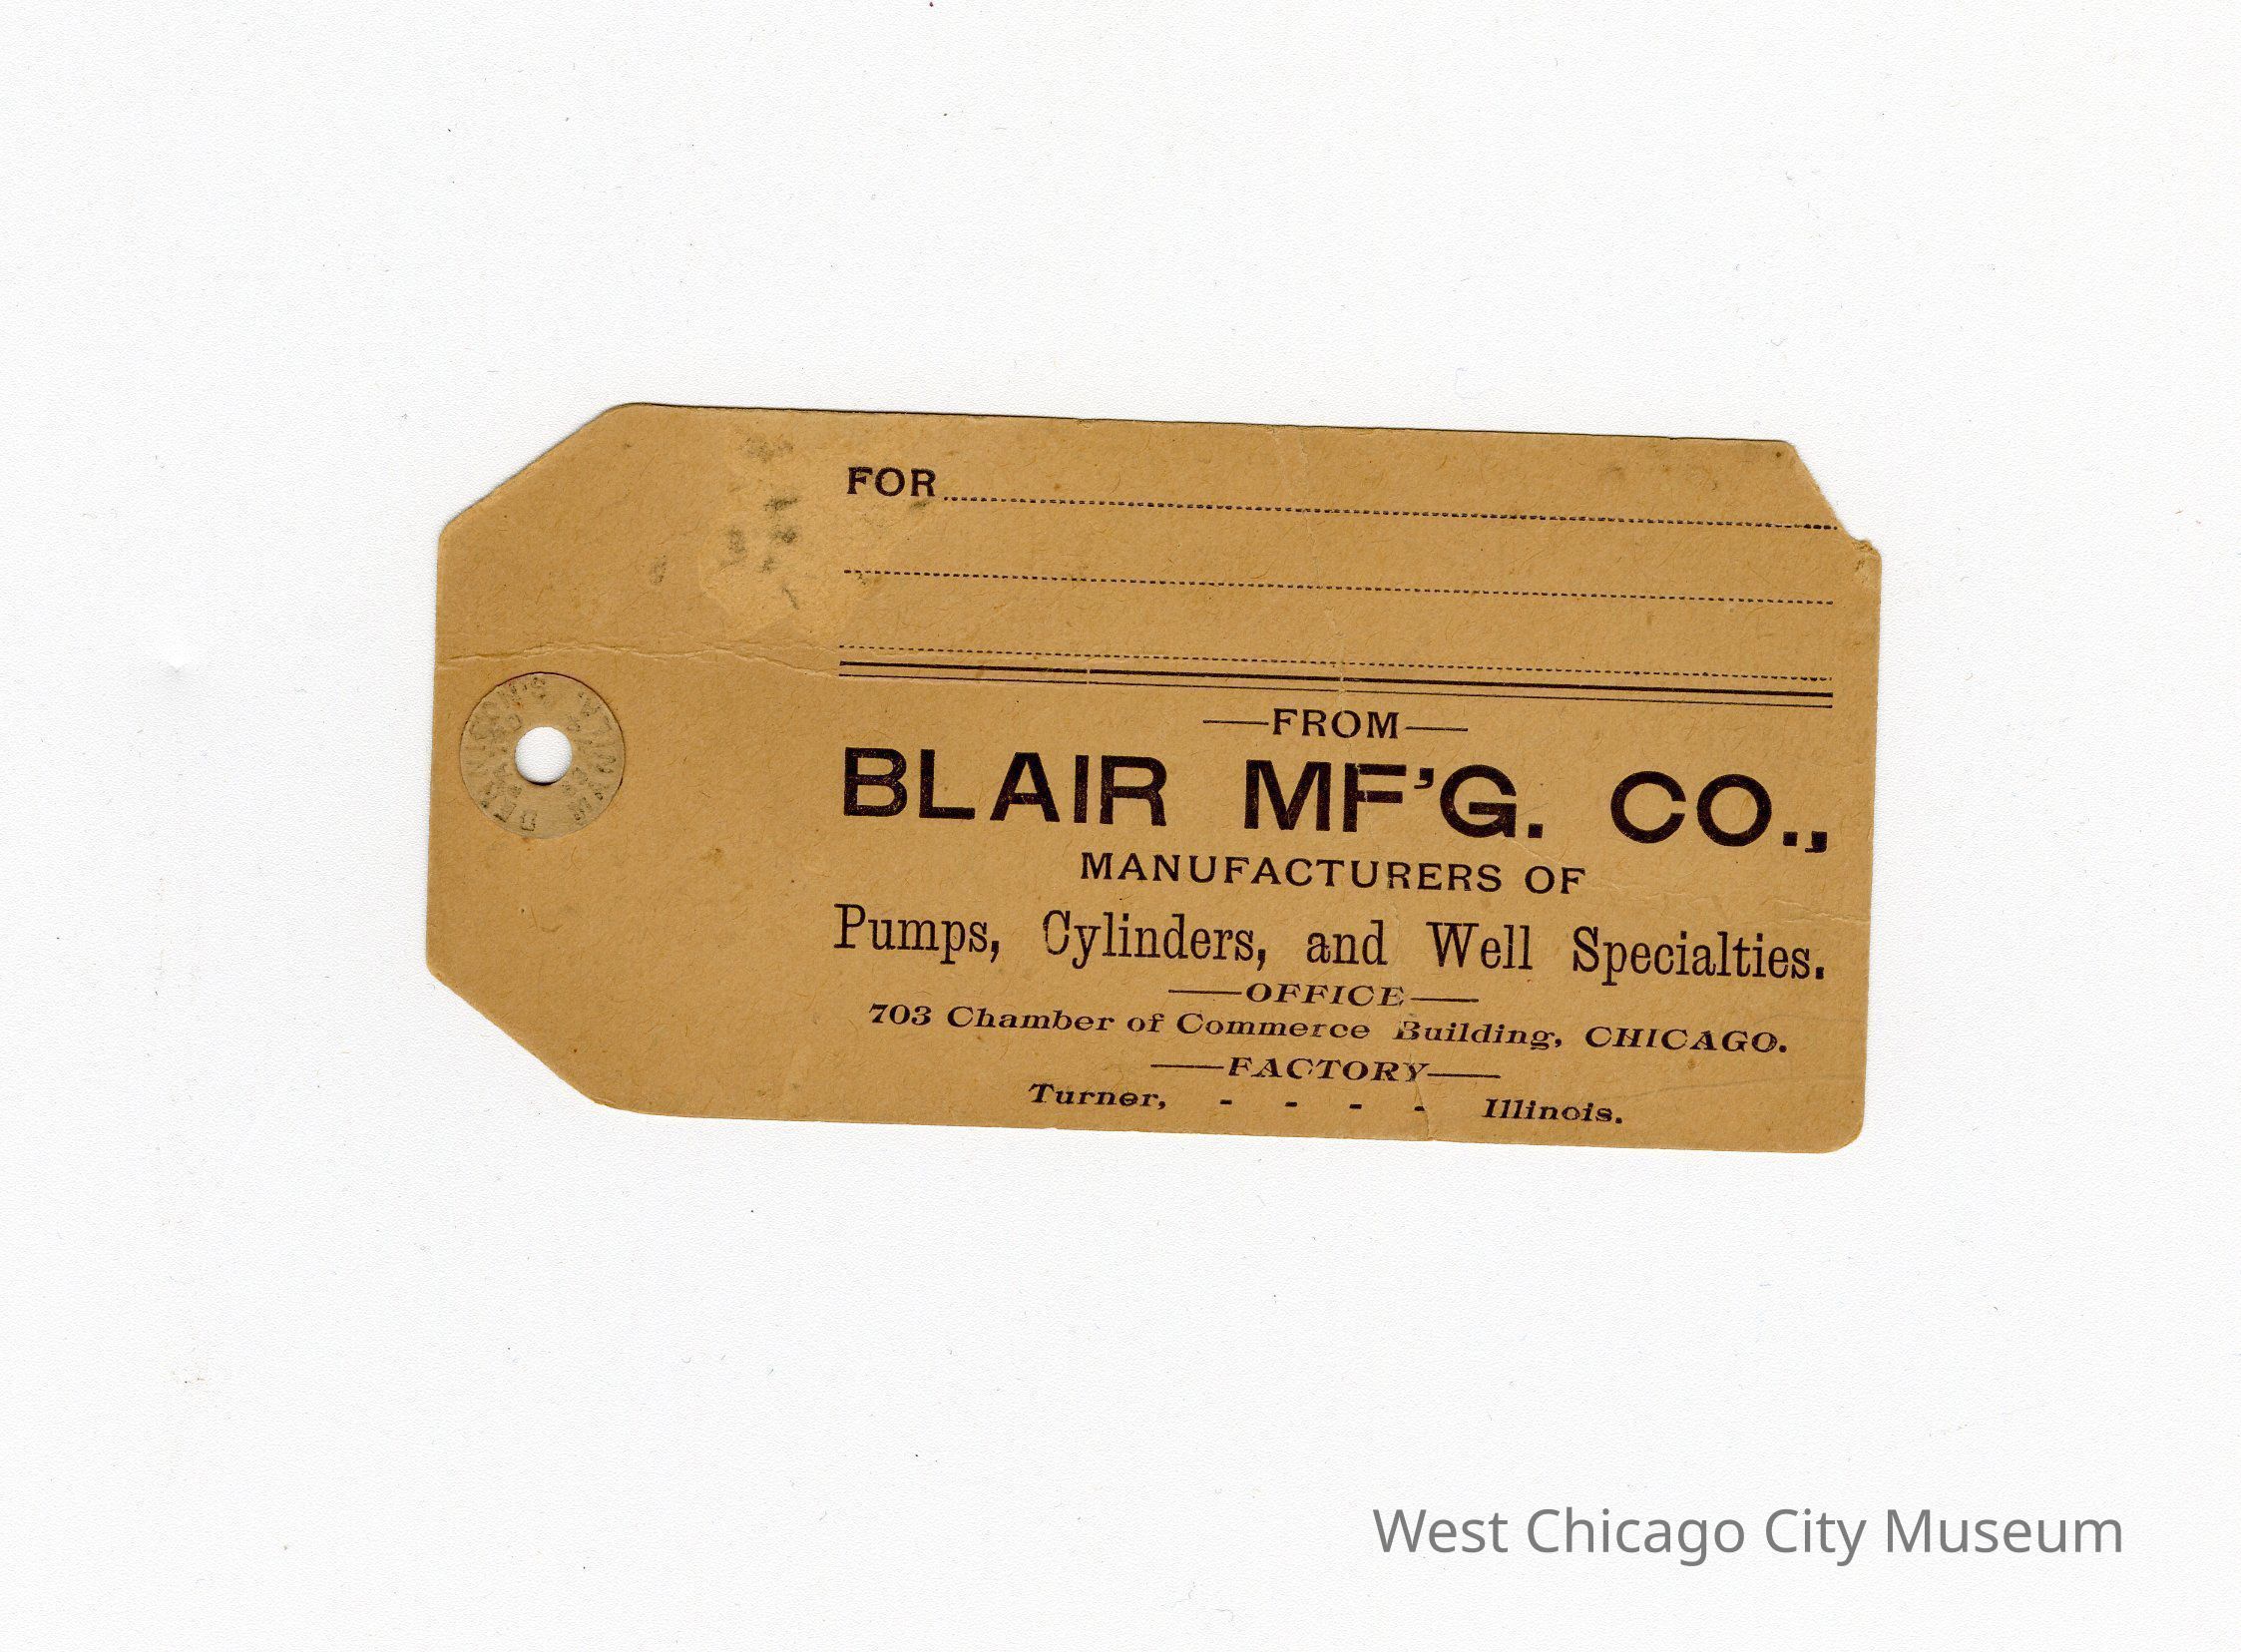 FOR
FROM
BLAIR MF'G. CO.,
MANUFACTURERS OF
Pumps, Cylinders, and Well Specialties.
OFFICE
703 Chamber of Commerce Building, CHICAGO.
FACTORY
Turner, - - - - Illinois.
DENNISON'S
West Chicago City Museum